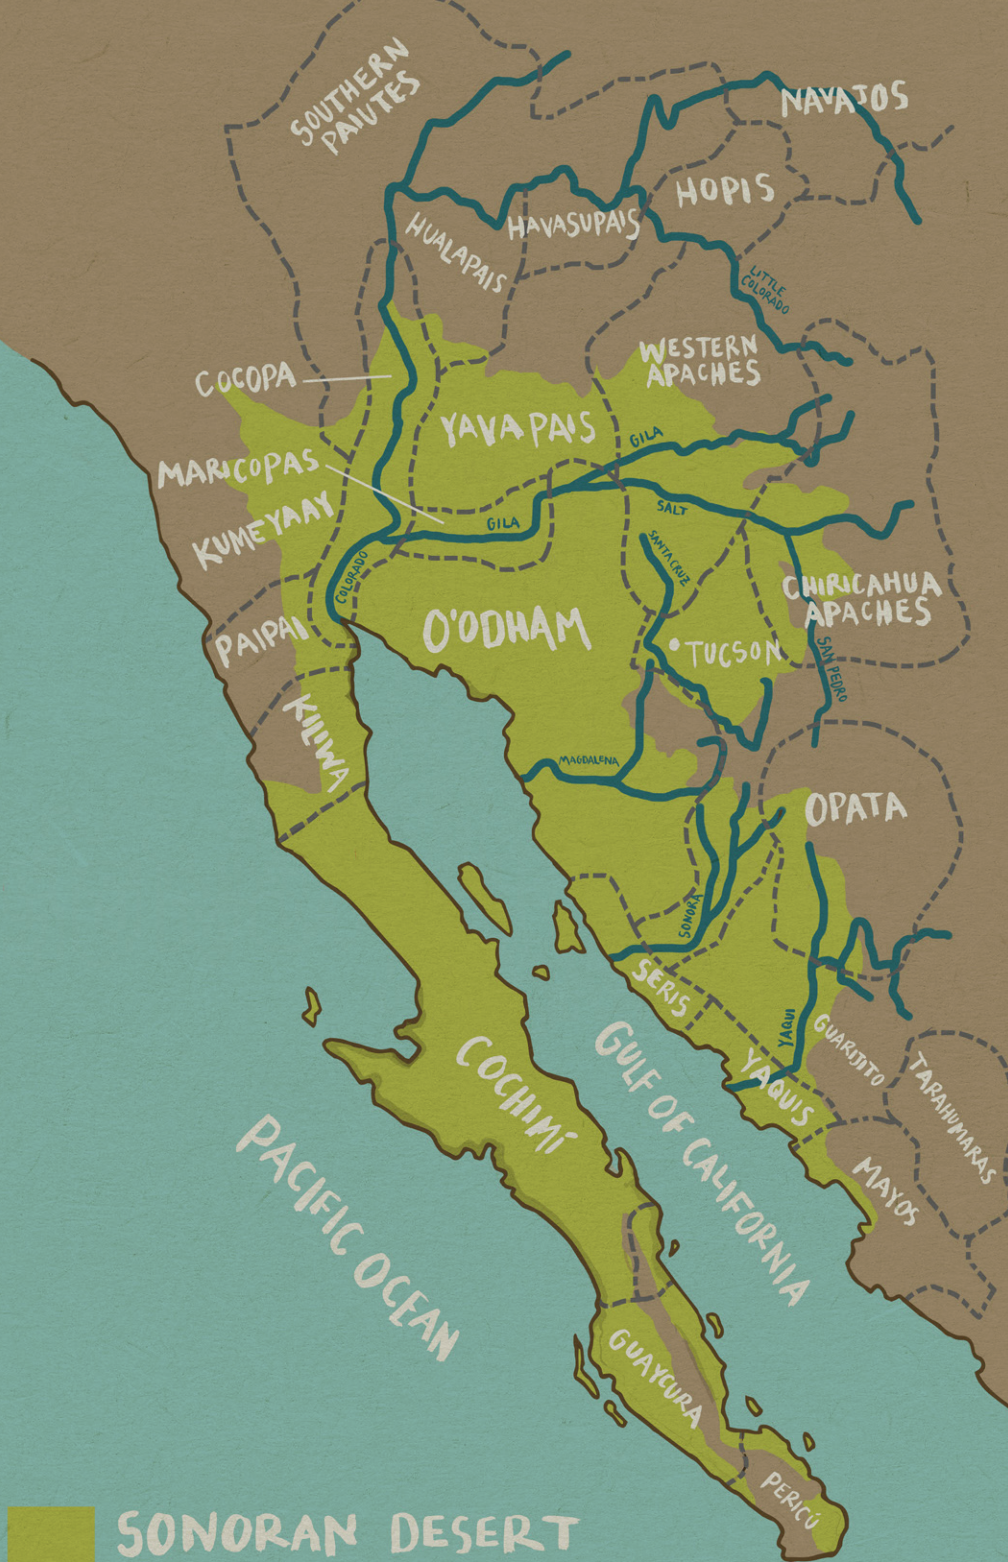 SOUTHERN
PAIUTES
NAVAJOS
HOPIS
HAVASUPAIS
HUALAPAIS
LITTLE
COLORADO
WESTERN
APACHES
COCOPA
YAVAPAIS
GILA
MARICOPAS
KUMEYAAY
GILA
SALT
SANTA CRUZ
COLORADO
CHIRICAHUA
APACHES
O'ODHAM
PAIPAI
TUCSON
SAN PEDRO
KILIWA
MAGDALENA
OPATA
SONORA
SERIS
YAQUI
GUARIJITO
YAQUIS
TARAHUMARAS
MAYOS
COCHIMÍ
GULF OF CALIFORNIA
PACIFIC OCEAN
GUAYCURA
PERICÚ
SONORAN DESERT